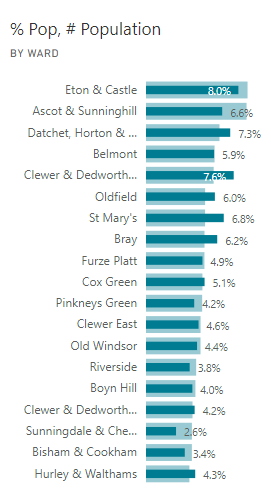 % Pop, # Population
BY WARD
Eton & Castle 8.0%
Ascot & Sunninghill 6.6%
Datchet, Horton & ... 7.3%
Belmont 5.9%
Clewer & Dedworth... 7.6%
Oldfield 6.0%
St Mary's 6.8%
Bray 6.2%
Furze Platt 4.9%
Cox Green 5.1%
Pinkneys Green 4.2%
Clewer East 4.6%
Old Windsor 4.4%
Riverside 3.8%
Boyn Hill 4.0%
Clewer & Dedworth... 4.2%
Sunningdale & Che... 2.6%
Bisham & Cookham 3.4%
Hurley & Walthams 4.3%